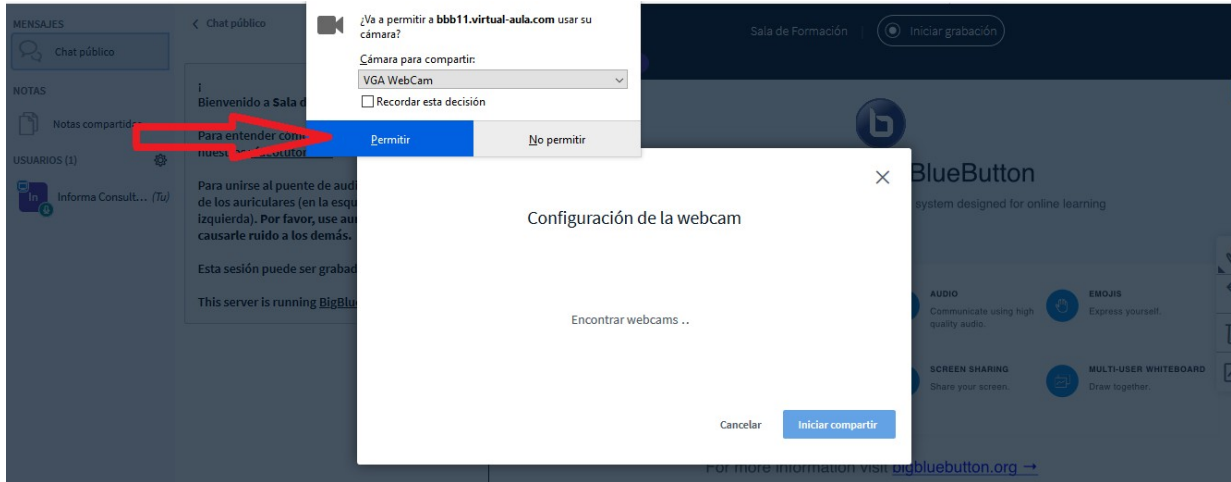 MENSAJES
Chat público
NOTAS
Notas compartidas
USUARIOS (1)
In
Informa Consult... (Tu)
Chat público
Bienvenido a Sala d
Para entender cómo
nuestros
Para unirse al puente de audi
de los auriculares (en la esqu
izquierda). Por favor, use aur
causarle ruido a los demás.
Esta sesión puede ser grabad
This server is running BigBlu
¿Va a permitir a bbb11.virtual-aula.com usar su
cámara?
Cámara para compartir:
VGA WebCam
Recordar esta decisión
Permitir
No permitir
Configuración de la webcam
Encontrar webcams ..
Cancelar
Iniciar compartir
Sala de Formación
Iniciar grabación
b
BlueButton
system designed for online learning
AUDIO
Communicate using high
quality audio.
EMOJIS
Express yourself.
SCREEN SHARING
Share your screen.
MULTI-USER WHITEBOARD
Draw together.
For more information visit bigbluebutton.org →